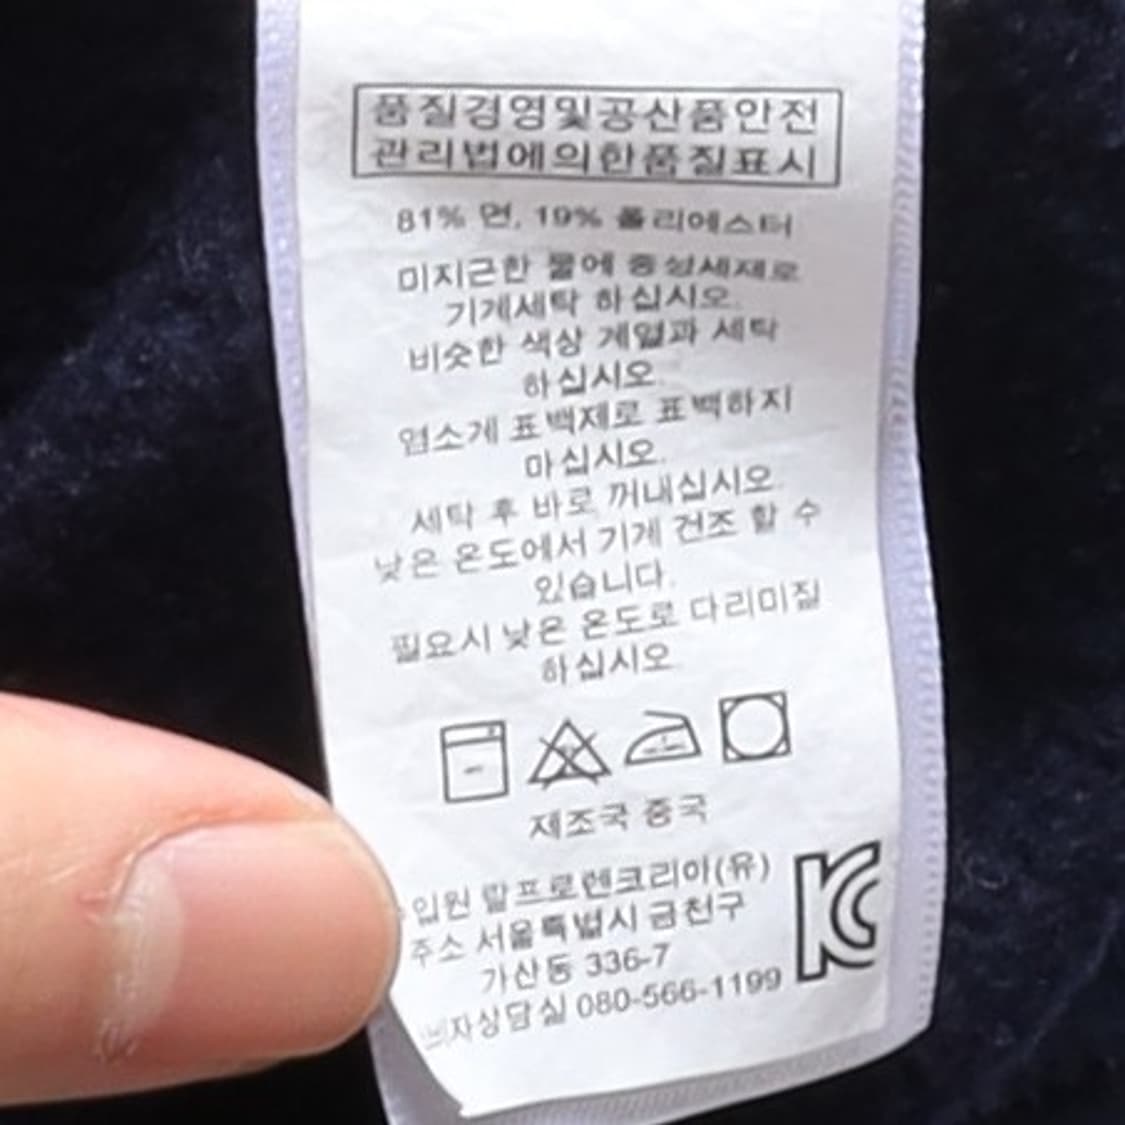 품질경영및공산품안전
관리법에의한품질표시
81% 면, 19% 폴리에스터
미지근한 물에 중성세제로
기계세탁 하십시오.
비슷한 색상 계열과 세탁
하십시오.
염소계 표백제로 표백하지
마십시오.
세탁 후 바로 꺼내십시오.
낮은 온도에서 기계 건조 할 수
있습니다.
필요시 낮은 온도로 다리미질
하십시오.
제조국 중국
입원 랄프로렌코리아(유)
주소 서울특별시 금천구
가산동 336-7
자상담실 080-566-1199